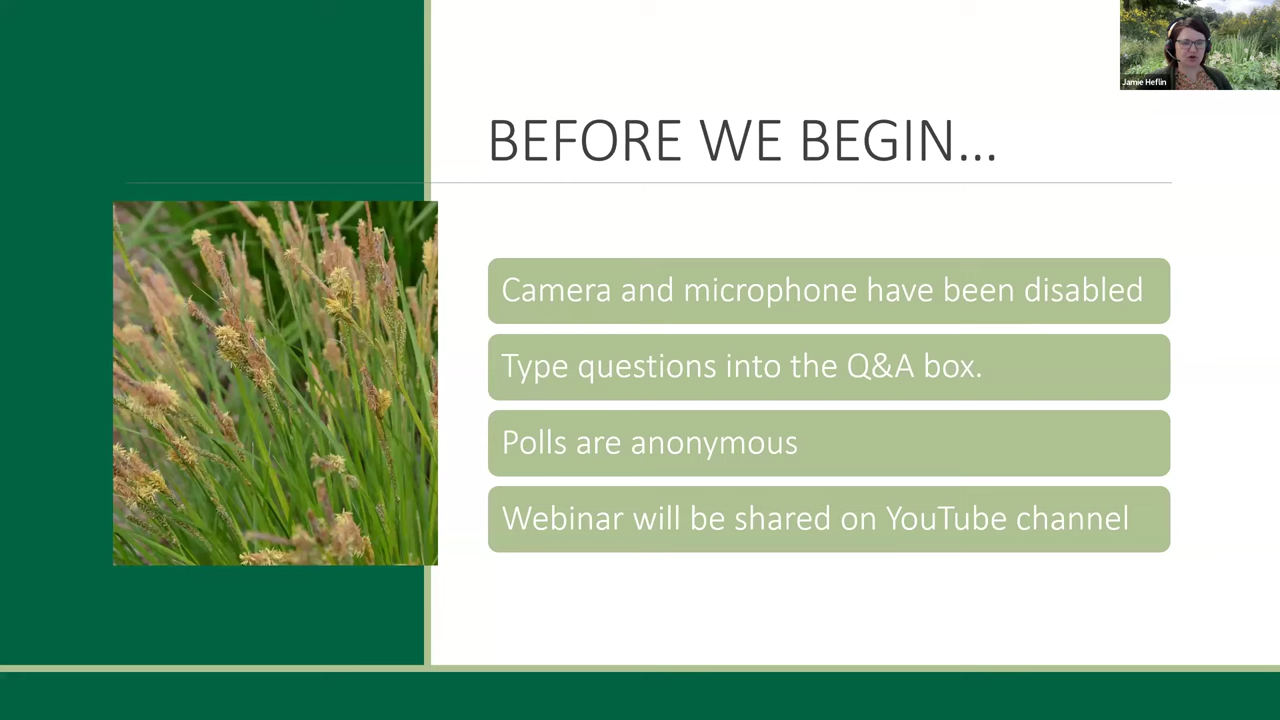 Jamie Heflin
BEFORE WE BEGIN...
Camera and microphone have been disabled
Type questions into the Q&A box.
Polls are anonymous
Webinar will be shared on YouTube channel